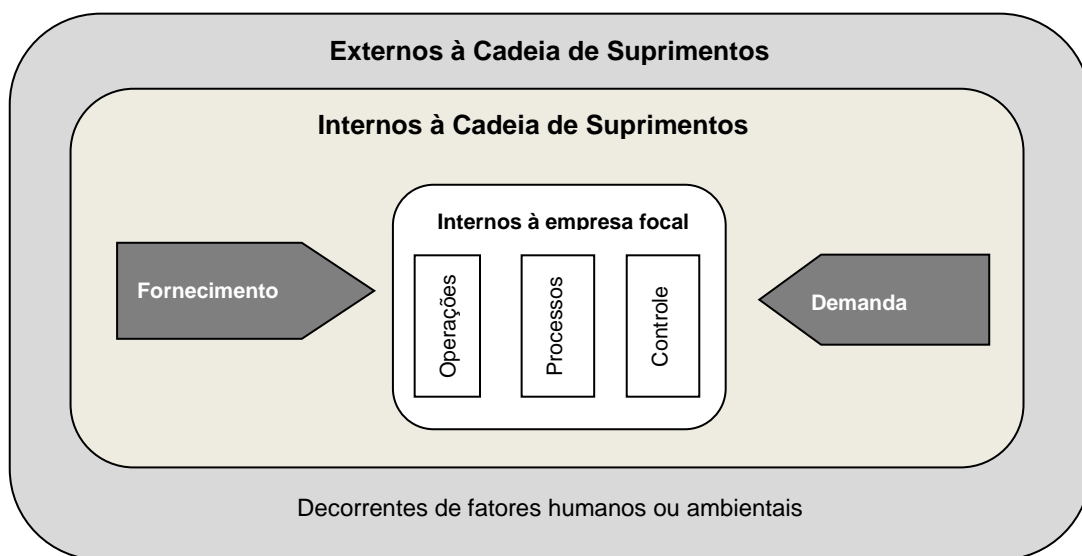 Externos à Cadeia de Suprimentos
Internos à Cadeia de Suprimentos
Internos à empresa focal
Fornecimento
Operações
Processos
Controle
Demanda
Decorrentes de fatores humanos ou ambientais